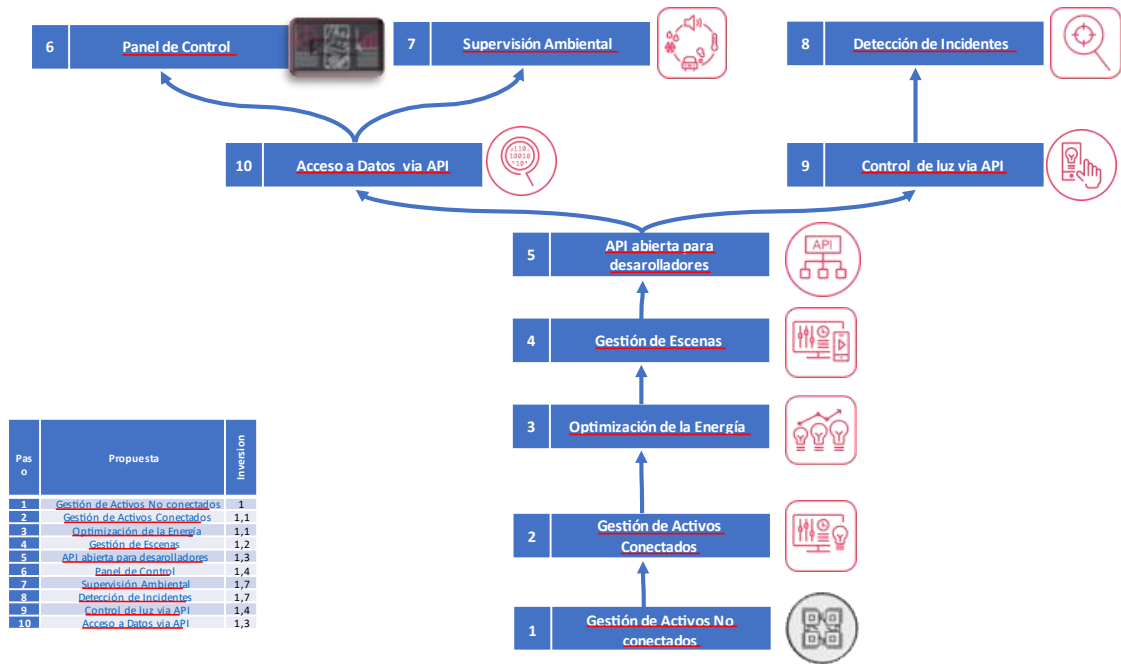 6 Panel de Control
7 Supervisión Ambiental
8 Detección de Incidentes
10 Acceso a Datos via API
9 Control de luz via API
5 API abierta para
desarolladores
API
4 Gestión de Escenas
3 Optimización de la Energía
2 Gestión de Activos
Conectados
1 Gestión de Activos No
conectados
Pas
o
Propuesta
Inversion
1 Gestión de Activos No conectados 1
2 Gestión de Activos Conectados 1,1
3 Optimización de la Energía 1,1
4 Gestión de Escenas 1,2
5 API abierta para desarolladores 1,3
6 Panel de Control 1,4
7 Supervisión Ambiental 1,7
8 Detección de Incidentes 1,7
9 Control de luz via API 1,4
10 Acceso a Datos via API 1,3